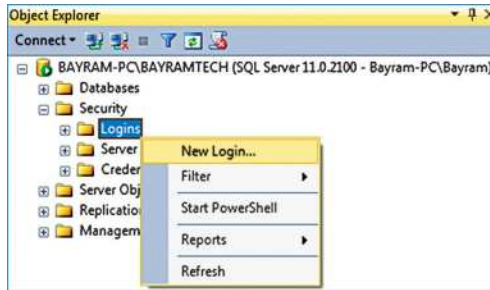 Object Explorer
Connect
BAYRAM-PC\BAYRAMTECH (SQL Server 11.0.2100 - Bayram-PC\Bayram)
Databases
Security
Logins
Server
Creder
Server Obj
Replicatio
Managem
New Login...
Filter
Start PowerShell
Reports
Refresh